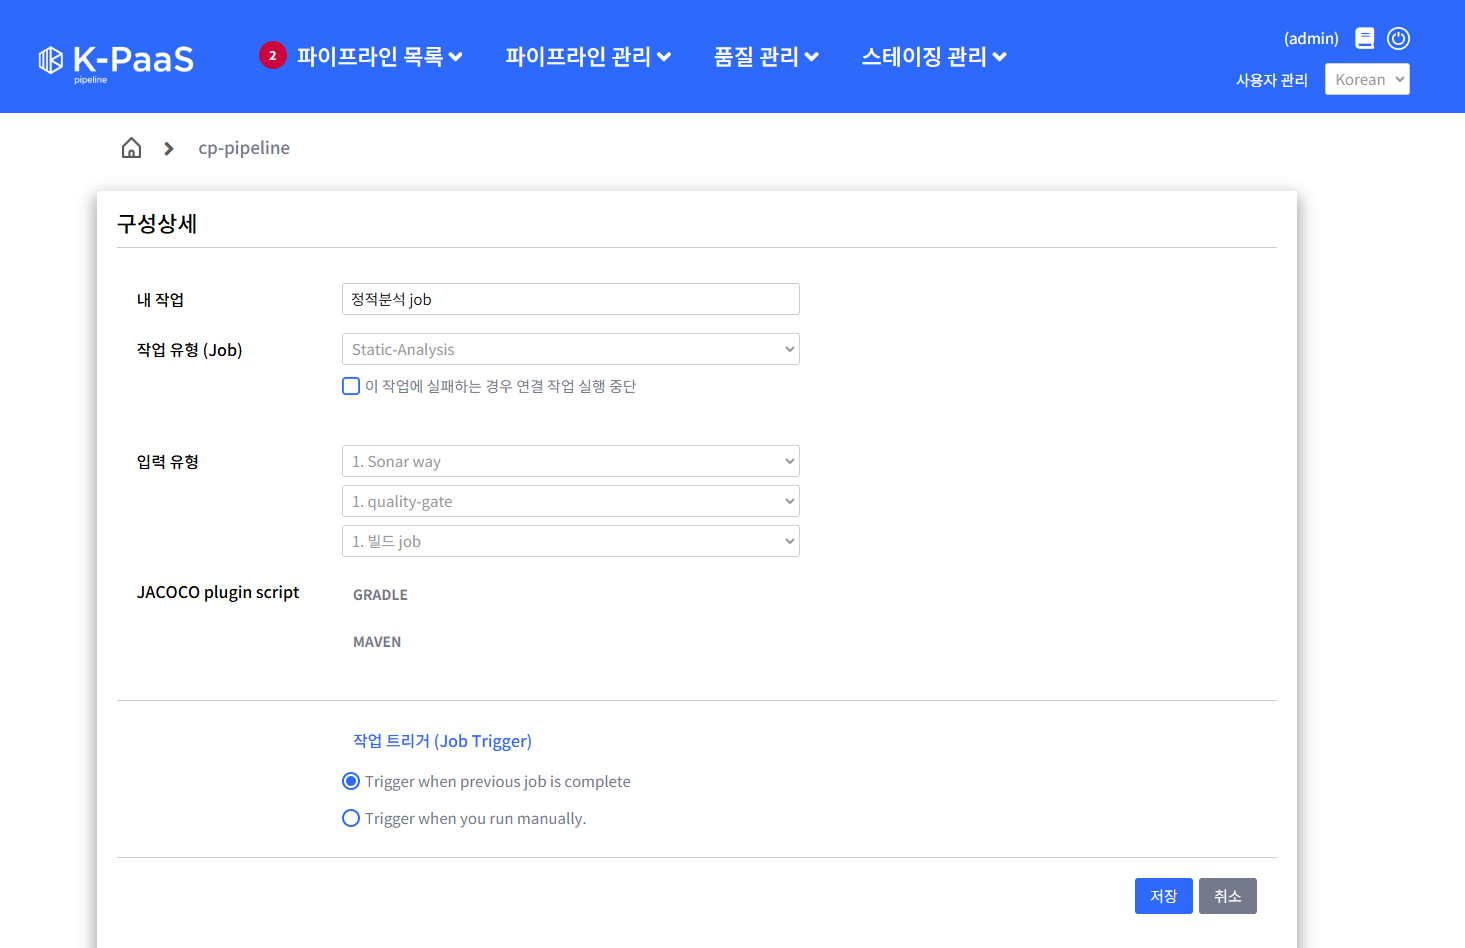 K-PaaS
pipeline
2 파이프라인 목록 파이프라인 관리 품질 관리 스테이징 관리
(admin)
사용자 관리 Korean
cp-pipeline
구성상세
내 작업 정적분석 job
작업 유형 (Job) Static-Analysis
이 작업에 실패하는 경우 연결 작업 실행 중단
입력 유형 1. Sonar way
1. quality-gate
1. 빌드 job
JACOCO plugin script GRADLE
MAVEN
작업 트리거 (Job Trigger)
Trigger when previous job is complete
Trigger when you run manually.
저장 취소